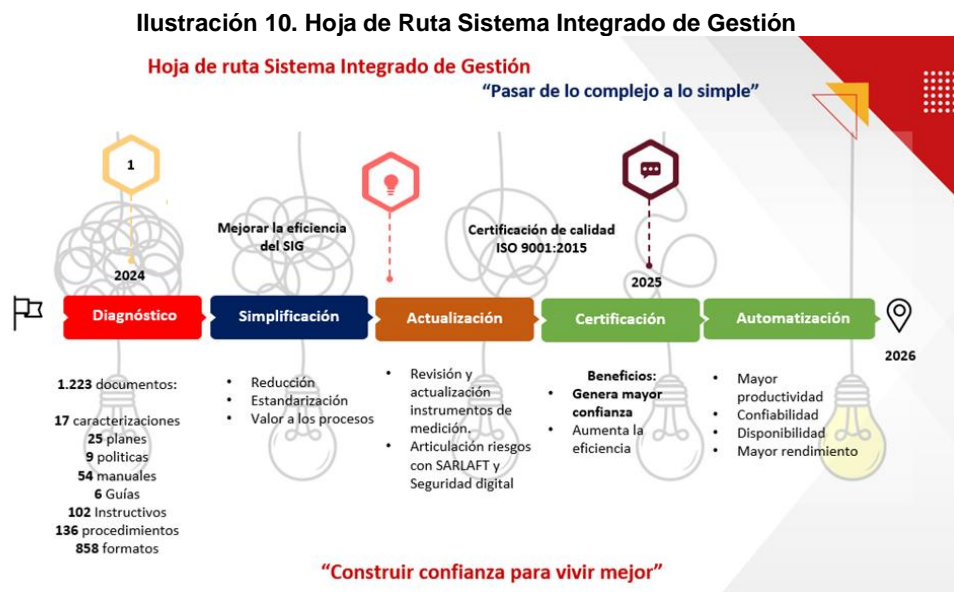 Ilustración 10. Hoja de Ruta Sistema Integrado de Gestión
Hoja de ruta Sistema Integrado de Gestión
“Pasar de lo complejo a lo simple”
1
Mejorar la eficiencia
del SIG
Certificación de calidad
ISO 9001:2015
2024
2025
Diagnóstico
Simplificación
Actualización
Certificación
Automatización
2026
1.223 documentos:
17 caracterizaciones
25 planes
9 politicas
54 manuales
6 Guías
102 Instructivos
136 procedimientos
858 formatos
• Reducción
• Estandarización
• Valor a los procesos
• Revisión y
actualización
instrumentos de
medición.
• Articulación riesgos
con SARLAFT y
Seguridad digital
Beneficios:
• Genera mayor
confianza
• Aumenta la
eficiencia
• Mayor
productividad
• Confiabilidad
• Disponibilidad
• Mayor rendimiento
“Construir confianza para vivir mejor”